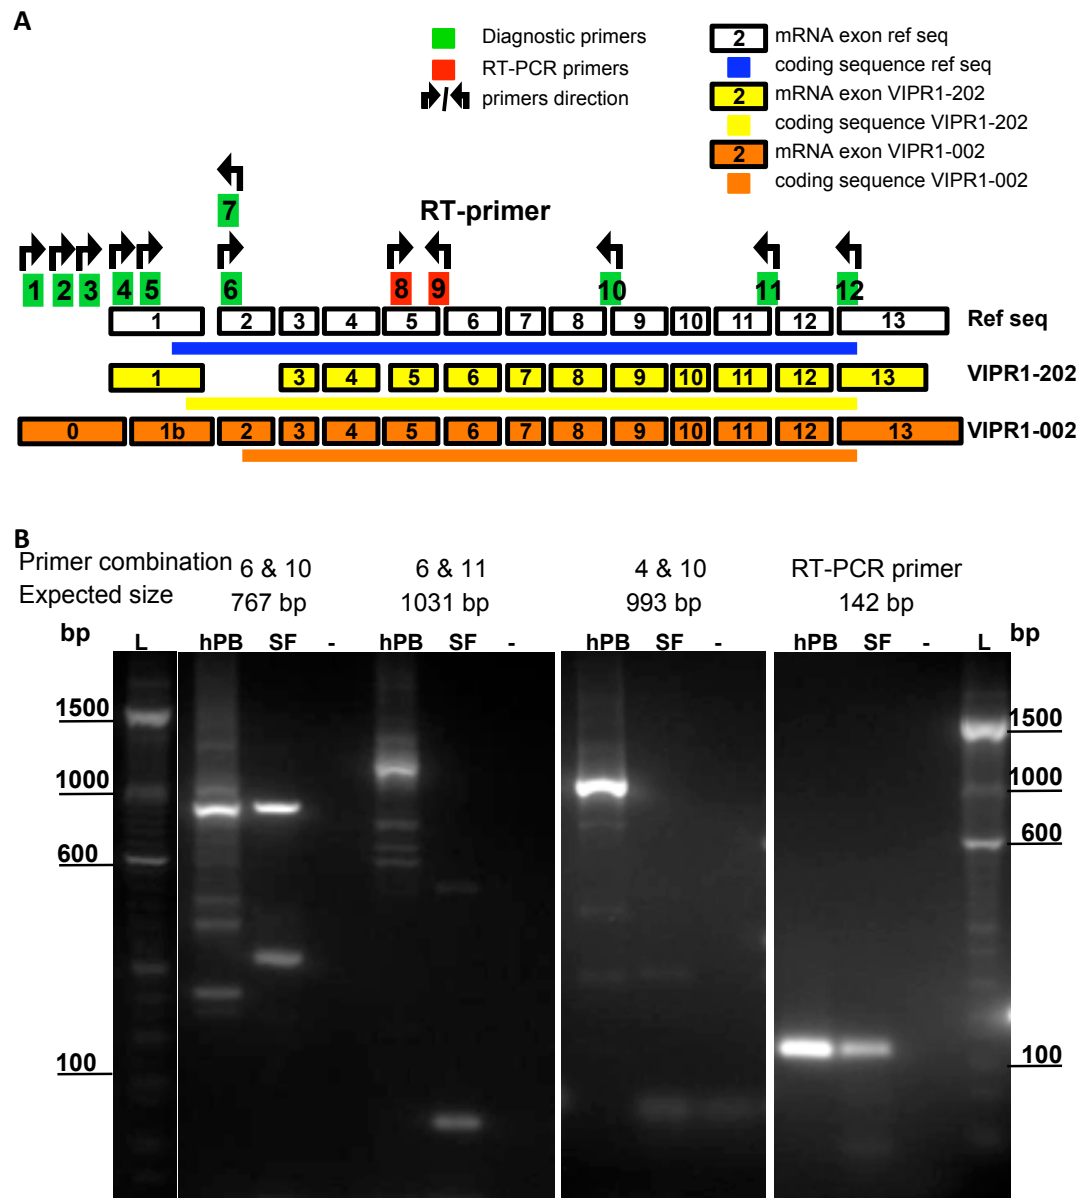 A
Diagnostic primers
RT-PCR primers
/ primers direction
2 mRNA exon ref seq
coding sequence ref seq
2 mRNA exon VIPR1-202
coding sequence VIPR1-202
2 mRNA exon VIPR1-002
coding sequence VIPR1-002
7
RT-primer
1 2 3 4 5 6 8 9 10 11 12
1 2 3 4 5 6 7 8 9 10 11 12 13 Ref seq
1 3 4 5 6 7 8 9 10 11 12 13 VIPR1-202
0 1b 2 3 4 5 6 7 8 9 10 11 12 13 VIPR1-002
B
Primer combination 6 & 10 6 & 11 4 & 10 RT-PCR primer
Expected size 767 bp 1031 bp 993 bp 142 bp
bp L hPB SF - hPB SF - hPB SF - hPB SF - L bp
1500 1500
1000 1000
600 600
100 100